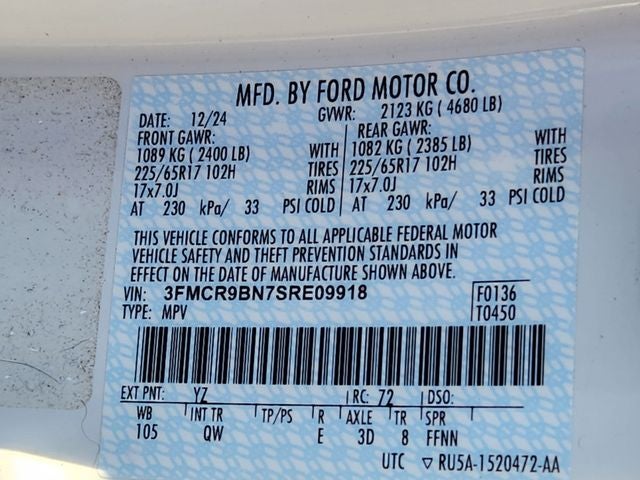 MFD. BY FORD MOTOR CO.
DATE: 12/24 GVWR: 2123 KG ( 4680 LB)
FRONT GAWR: REAR GAWR:
1089 KG ( 2400 LB) WITH 1082 KG ( 2385 LB) WITH
225/65R17 102H TIRES 225/65R17 102H TIRES
17x7.0J RIMS 17x7.0J RIMS
AT 230 kPa/ 33 PSI COLD AT 230 kPa/ 33 PSI COLD
THIS VEHICLE CONFORMS TO ALL APPLICABLE FEDERAL MOTOR
VEHICLE SAFETY AND THEFT PREVENTION STANDARDS IN
EFFECT ON THE DATE OF MANUFACTURE SHOWN ABOVE.
VIN: 3FMCR9BN7SRE09918 F0136
TYPE: MPV T0450
EXT PNT: YZ RC: 72 DSO:
WB INT TR TP/PS R AXLE TR SPR
105 QW E 3D 8 FFNN
UTC ▽ RU5A-1520472-AA